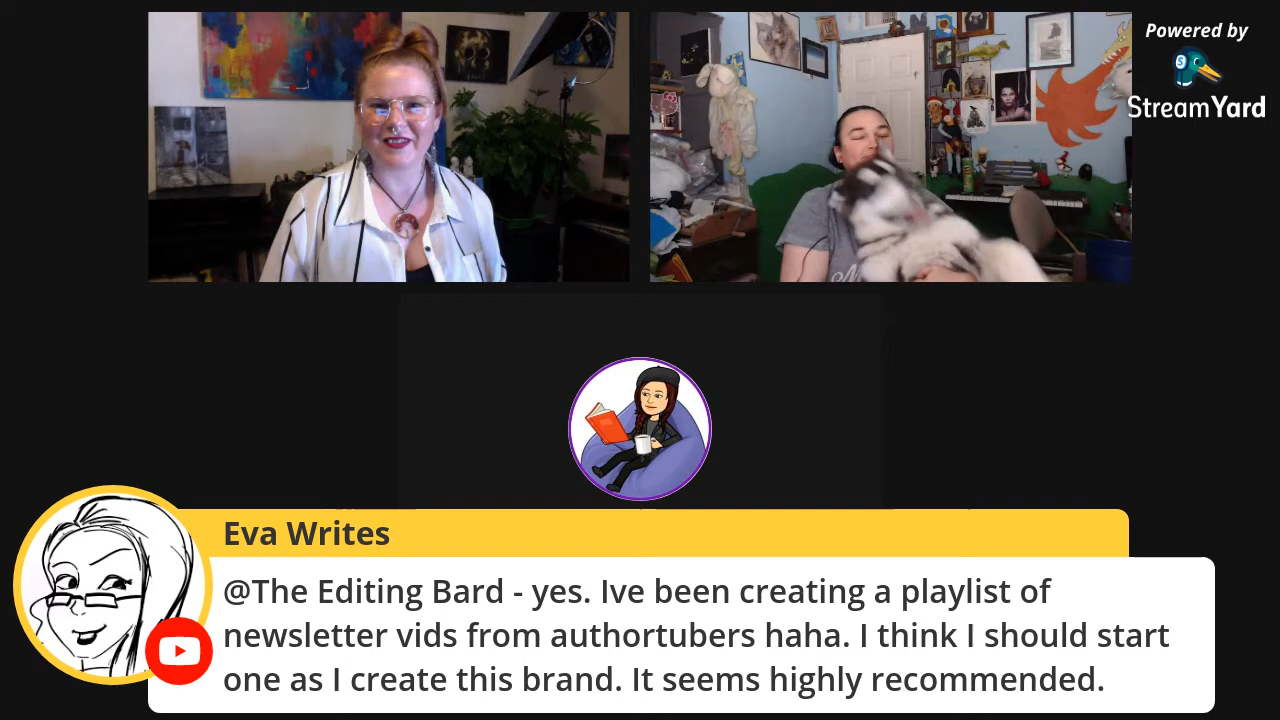 Powered by
StreamYard
Eva Writes
@The Editing Bard - yes. Ive been creating a playlist of
newsletter vids from authortubers haha. I think I should start
one as I create this brand. It seems highly recommended.